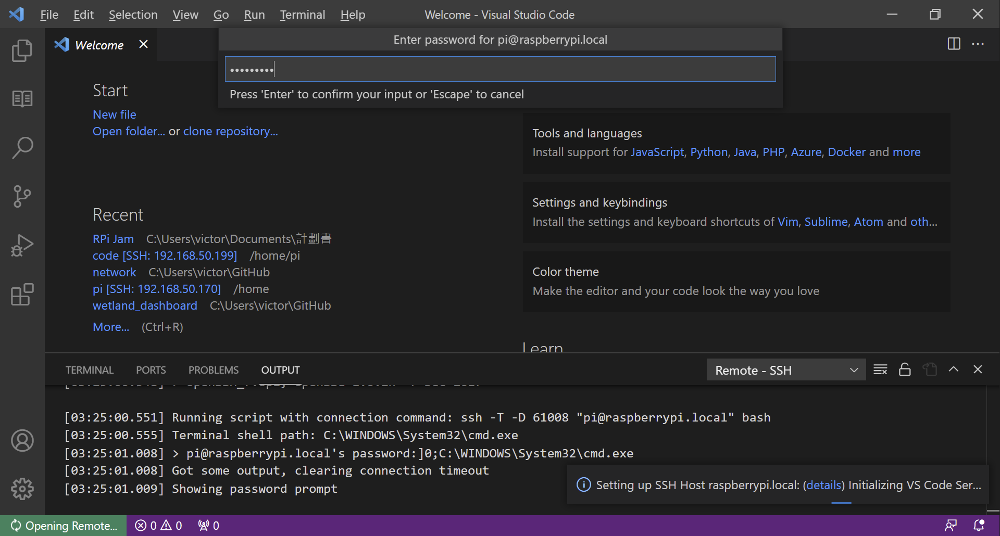 File Edit Selection View Go Run Terminal Help Welcome - Visual Studio Code
Welcome
Enter password for pi@raspberrypi.local
•••••••••
Press 'Enter' to confirm your input or 'Escape' to cancel
Start
New file
Open folder... or clone repository...
Recent
RPi Jam C:\Users\victor\Documents\計劃書
code [SSH: 192.168.50.199] /home/pi
network C:\Users\victor\GitHub
pi [SSH: 192.168.50.170] /home
wetland_dashboard C:\Users\victor\GitHub
More... (Ctrl+R)
Tools and languages
Install support for JavaScript, Python, Java, PHP, Azure, Docker and more
Settings and keybindings
Install the settings and keyboard shortcuts of Vim, Sublime, Atom and oth...
Color theme
Make the editor and your code look the way you love
Learn
TERMINAL PORTS PROBLEMS OUTPUT Remote - SSH
[03:25:00.551] Running script with connection command: ssh -T -D 61008 "pi@raspberrypi.local" bash
[03:25:00.555] Terminal shell path: C:\WINDOWS\System32\cmd.exe
[03:25:01.008] > pi@raspberrypi.local's password:]0;C:\WINDOWS\System32\cmd.exe
[03:25:01.008] Got some output, clearing connection timeout
[03:25:01.009] Showing password prompt
Setting up SSH Host raspberrypi.local: (details) Initializing VS Code Ser...
Opening Remote... 0 0 0